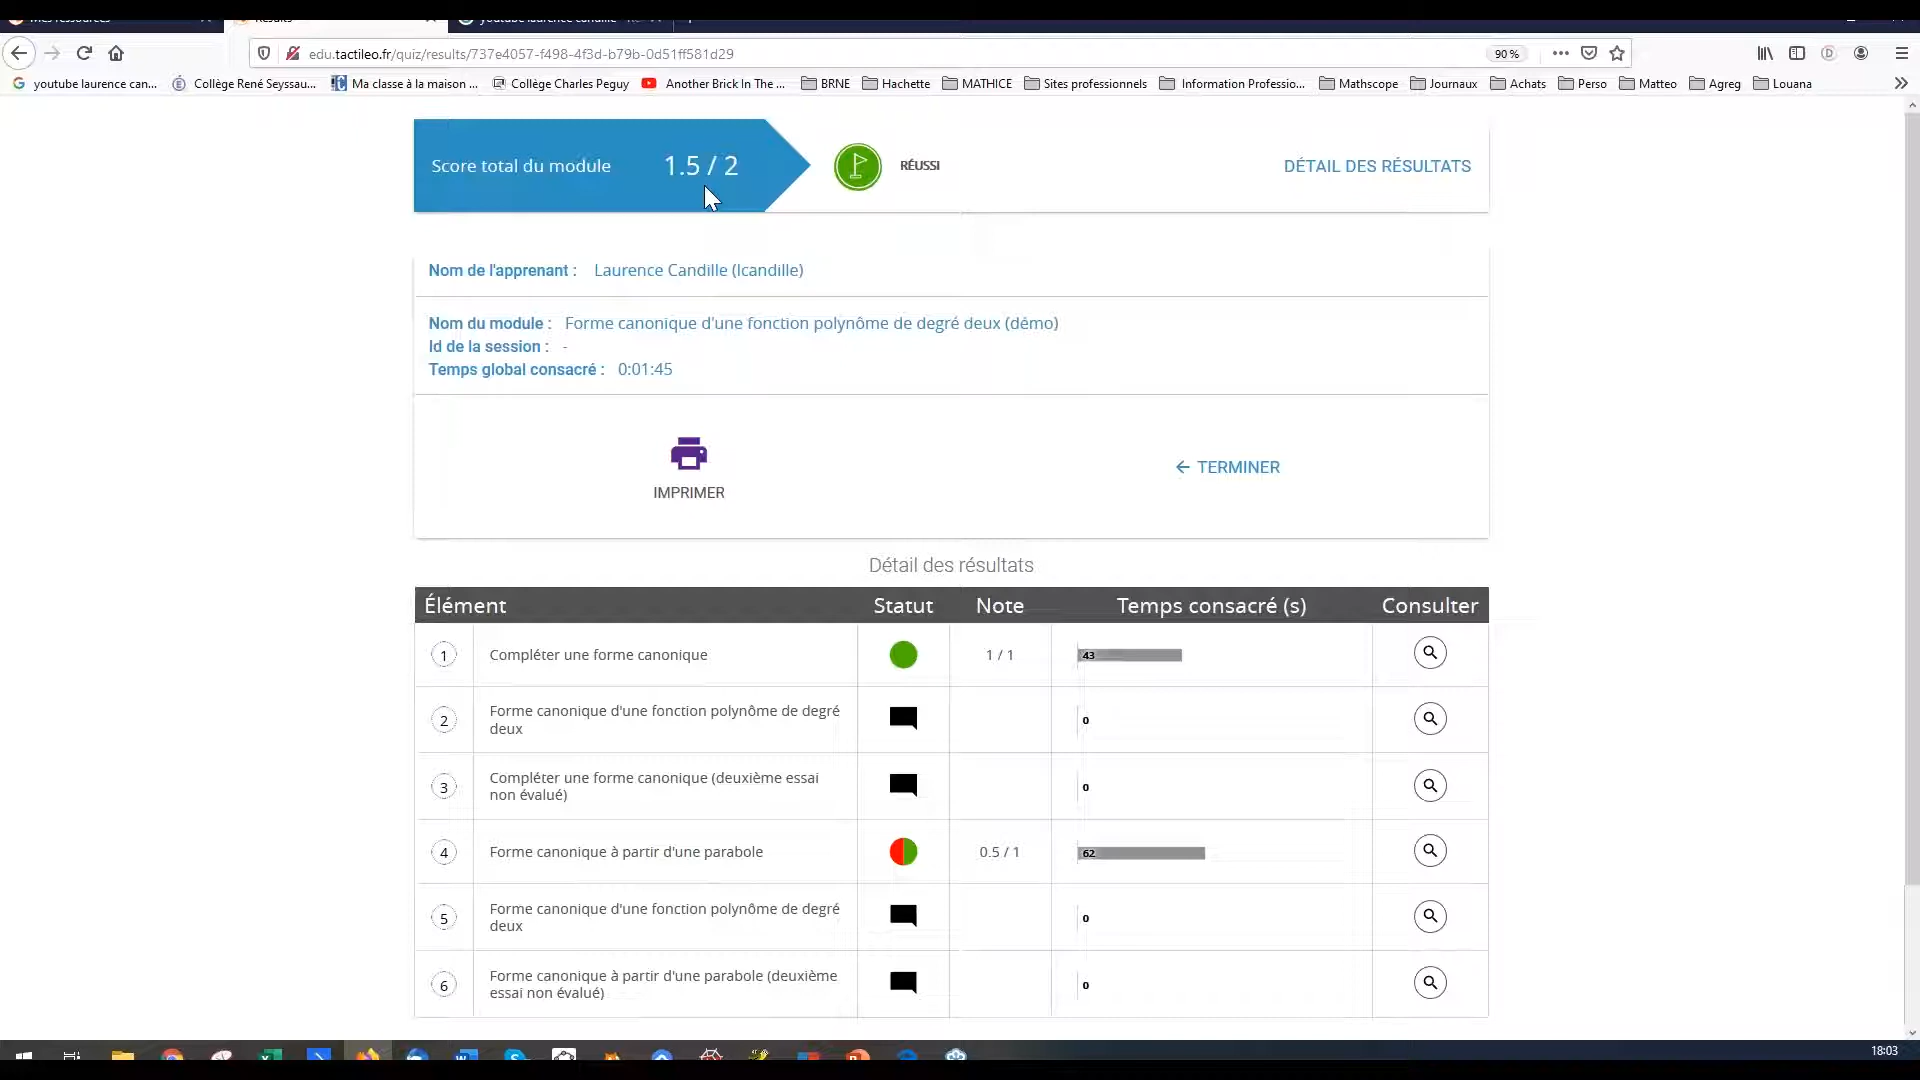 Mes ressources
Results
youtube laurence candille
edu.tactileo.fr/quiz/results/737e4057-f498-4f3d-b79b-0d51ff581d29
90%
youtube laurence can...
Collège René Seyssau...
Ma classe à la maison ...
Collège Charles Peguy
Another Brick In The ...
BRNE
Hachette
MATHICE
Sites professionnels
Information Professio...
Mathscope
Journaux
Achats
Perso
Matteo
Agreg
Louana
Score total du module 1.5 / 2
RÉUSSI
DÉTAIL DES RÉSULTATS
Nom de l'apprenant : Laurence Candille (lcandille)
Nom du module : Forme canonique d'une fonction polynôme de degré deux (démo)
Id de la session : -
Temps global consacré : 0:01:45
IMPRIMER
← TERMINER
Détail des résultats
Élément Statut Note Temps consacré (s) Consulter
1 Compléter une forme canonique 1 / 1 43
2 Forme canonique d'une fonction polynôme de degré
deux 0
3 Compléter une forme canonique (deuxième essai
non évalué) 0
4 Forme canonique à partir d'une parabole 0.5 / 1 62
5 Forme canonique d'une fonction polynôme de degré
deux 0
6 Forme canonique à partir d'une parabole (deuxième
essai non évalué) 0
18:03